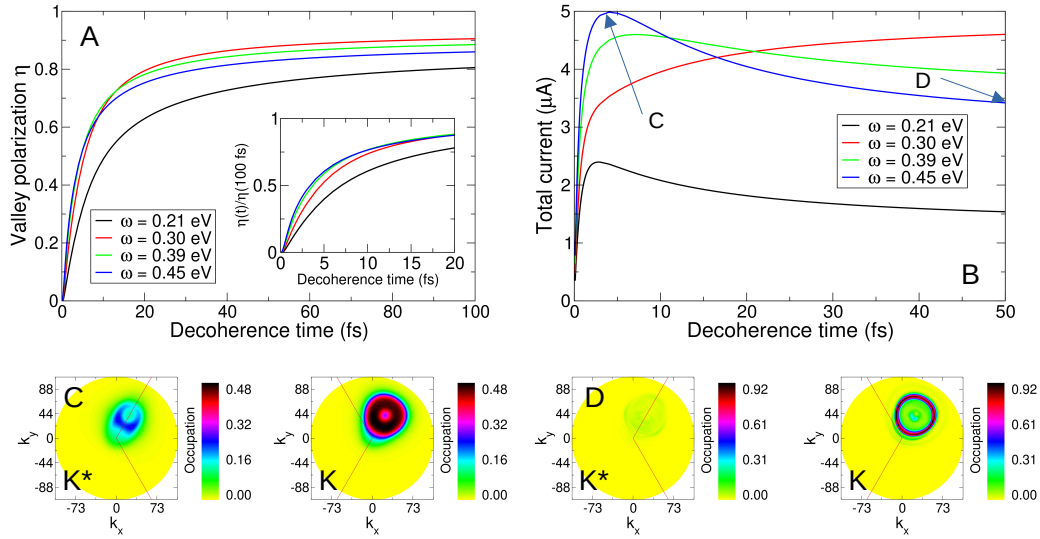 A
Valley polarization η
1
0.8
0.6
0.4
0.2
0
0 20 40 60 80 100
Decoherence time (fs)
ω = 0.21 eV
ω = 0.30 eV
ω = 0.39 eV
ω = 0.45 eV
η(t)/η(100 fs)
1
0.5
0
0 5 10 15 20
Decoherence time (fs)
B
Total current (μA)
5
4
3
2
1
0
0 10 20 30 40 50
Decoherence time (fs)
C
D
ω = 0.21 eV
ω = 0.30 eV
ω = 0.39 eV
ω = 0.45 eV
C
K*
k_y
88
44
0
-44
-88
-73 0 73
k_x
Occupation
0.48
0.32
0.16
0.00
K
k_y
88
44
0
-44
-88
-73 0 73
k_x
Occupation
0.48
0.32
0.16
0.00
D
K*
k_y
88
44
0
-44
-88
-73 0 73
k_x
Occupation
0.92
0.61
0.31
0.00
K
k_y
88
44
0
-44
-88
-73 0 73
k_x
Occupation
0.92
0.61
0.31
0.00